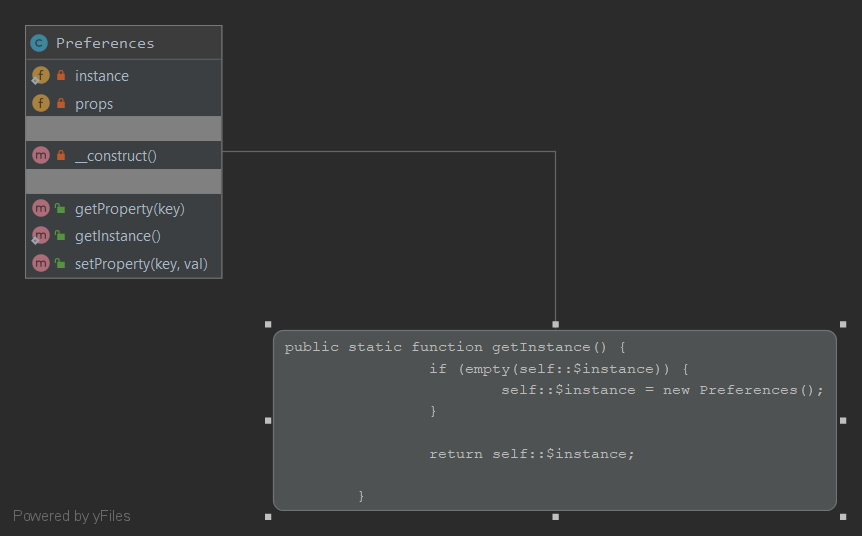 Preferences
instance
props
__construct()
getProperty(key)
getInstance()
setProperty(key, val)
public static function getInstance() {
if (empty(self::$instance)) {
self::$instance = new Preferences();
}
return self::$instance;
}
Powered by yFiles